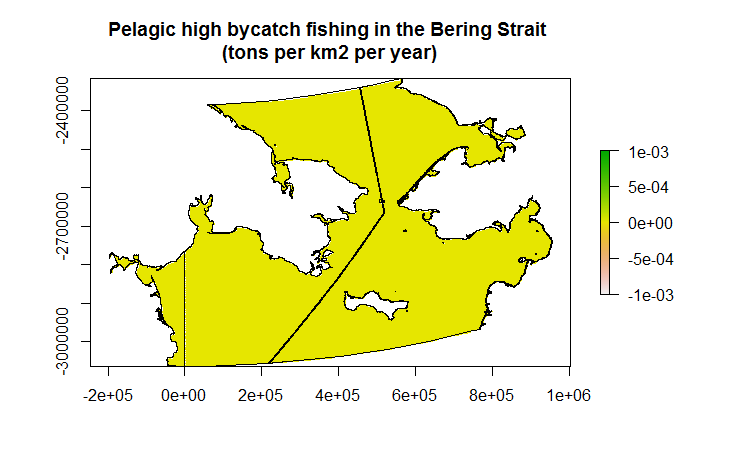 Pelagic high bycatch fishing in the Bering Strait
(tons per km2 per year)
-2400000
-2700000
-3000000
-2e+05 0e+00 2e+05 4e+05 6e+05 8e+05 1e+06
1e-03
5e-04
0e+00
-5e-04
-1e-03